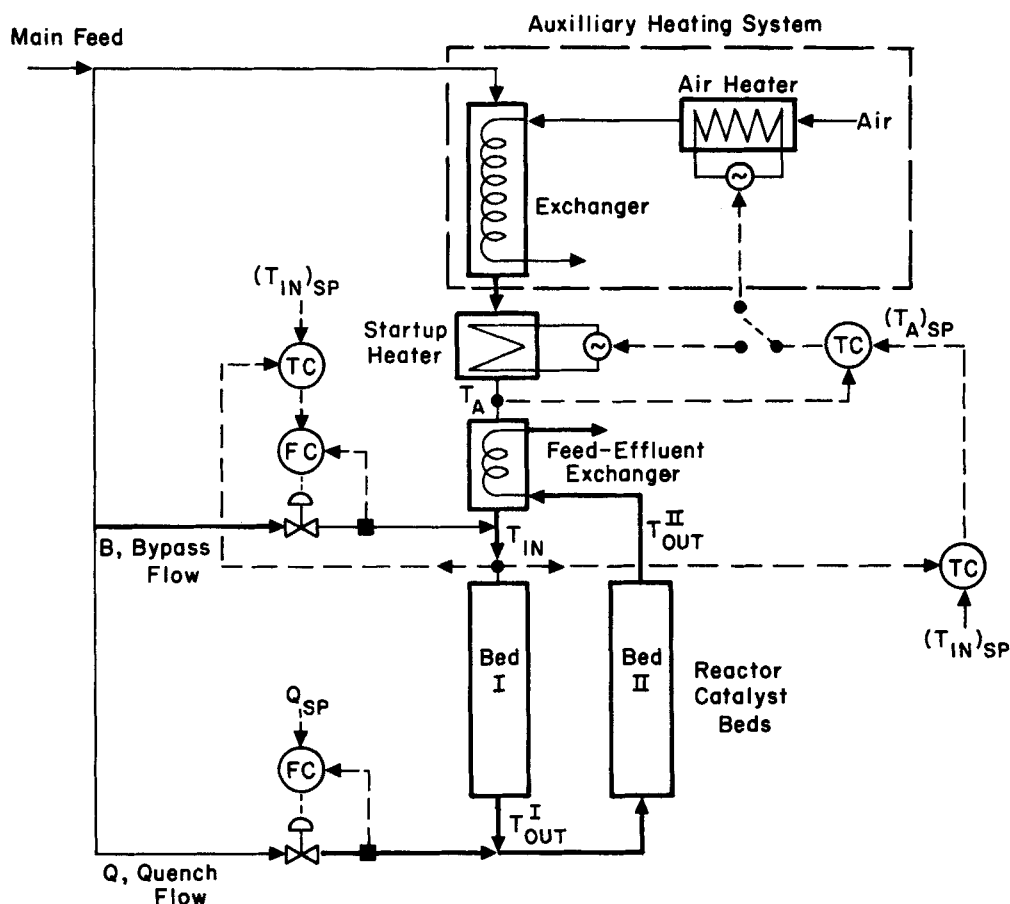 Auxilliary Heating System
Main Feed
Air Heater
Air
Exchanger
(T_IN)_SP
Startup
Heater
(T_A)_SP
TC
TC
T_A
FC
Feed-Effluent
Exchanger
T_IN
T^II_OUT
B, Bypass
Flow
TC
(T_IN)_SP
Bed
I
Bed
II
Reactor
Catalyst
Beds
Q_SP
FC
T^I_OUT
Q, Quench
Flow